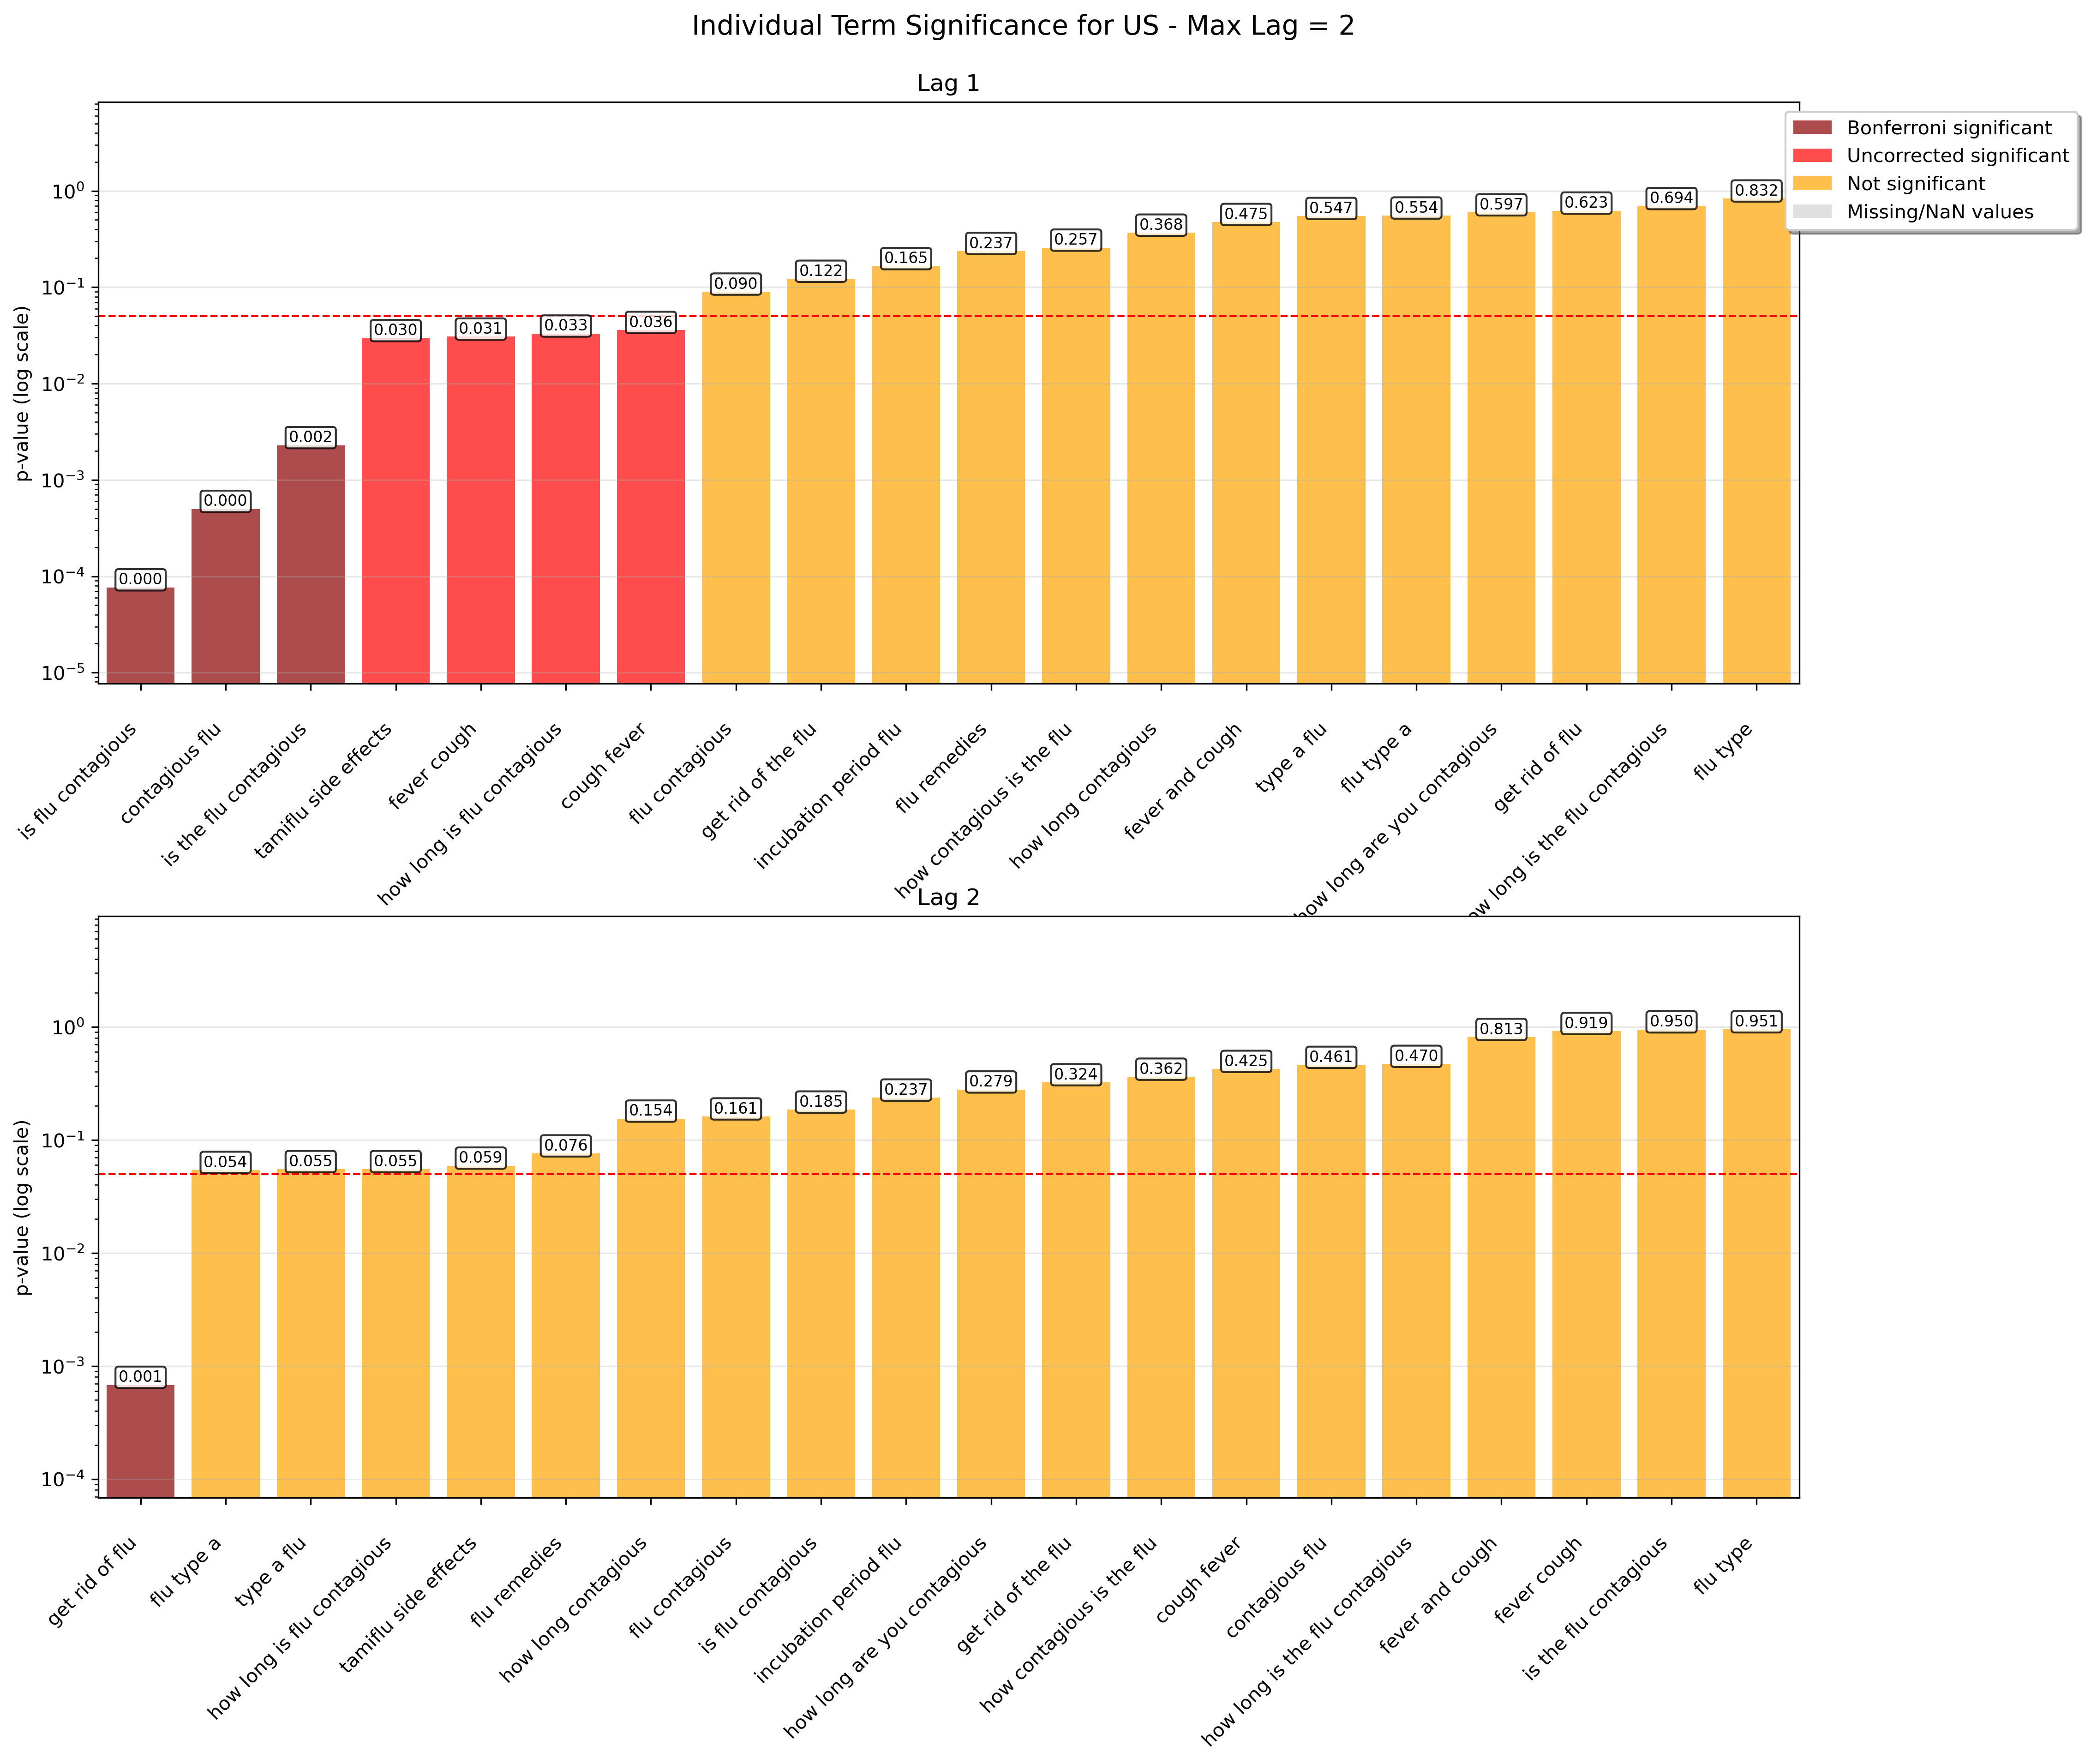 Individual Term Significance for US - Max Lag = 2
Lag 1
Bonferroni significant
Uncorrected significant
Not significant
Missing/NaN values
p-value (log scale)
10⁰
10⁻¹
10⁻²
10⁻³
10⁻⁴
10⁻⁵
0.000
0.000
0.002
0.030
0.031
0.033
0.036
0.090
0.122
0.165
0.237
0.257
0.368
0.475
0.547
0.554
0.597
0.623
0.694
0.832
is flu contagious
contagious flu
is the flu contagious
tamiflu side effects
fever cough
how long is flu contagious
cough fever
flu contagious
get rid of the flu
incubation period flu
flu remedies
how contagious is the flu
how long contagious
fever and cough
type a flu
flu type a
how long are you contagious
get rid of flu
long is the flu contagious
flu type
Lag 2
p-value (log scale)
10⁰
10⁻¹
10⁻²
10⁻³
10⁻⁴
0.001
0.054
0.055
0.055
0.059
0.076
0.154
0.161
0.185
0.237
0.279
0.324
0.362
0.425
0.461
0.470
0.813
0.919
0.950
0.951
get rid of flu
flu type a
type a flu
how long is flu contagious
tamiflu side effects
flu remedies
how long contagious
flu contagious
is flu contagious
incubation period flu
how long are you contagious
get rid of the flu
how contagious is the flu
cough fever
contagious flu
how long is the flu contagious
fever and cough
fever cough
is the flu contagious
flu type